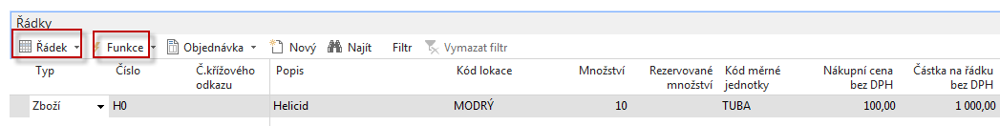 Řádky
Řádek Funkce Objednávka Nový Najít Filtr Vymazat filtr
Typ Číslo Č.křížového odkazu Popis Kód lokace Množství Rezervované množství Kód měrné jednotky Nákupní cena bez DPH Částka na řádku bez DPH
Zboží H0 Helicid MODRÝ 10 TUBA 100,00 1 000,00